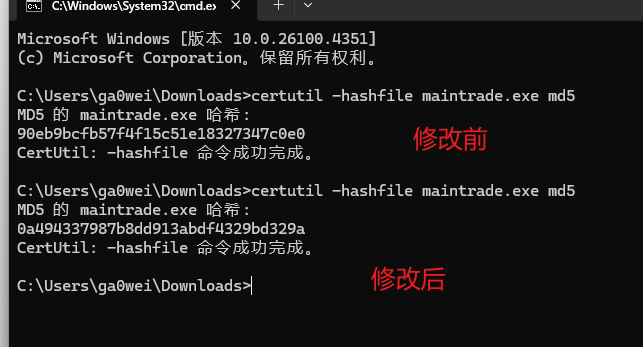 C:\Windows\System32\cmd.ex
Microsoft Windows [版本 10.0.26100.4351]
(c) Microsoft Corporation。保留所有权利。
C:\Users\ga0wei\Downloads>certutil -hashfile maintrade.exe md5
MD5 的 maintrade.exe 哈希:
90eb9bcfb57f4f15c51e18327347c0e0
CertUtil: -hashfile 命令成功完成。
修改前
C:\Users\ga0wei\Downloads>certutil -hashfile maintrade.exe md5
MD5 的 maintrade.exe 哈希:
0a494337987b8dd913abdf4329bd329a
CertUtil: -hashfile 命令成功完成。
C:\Users\ga0wei\Downloads>
修改后